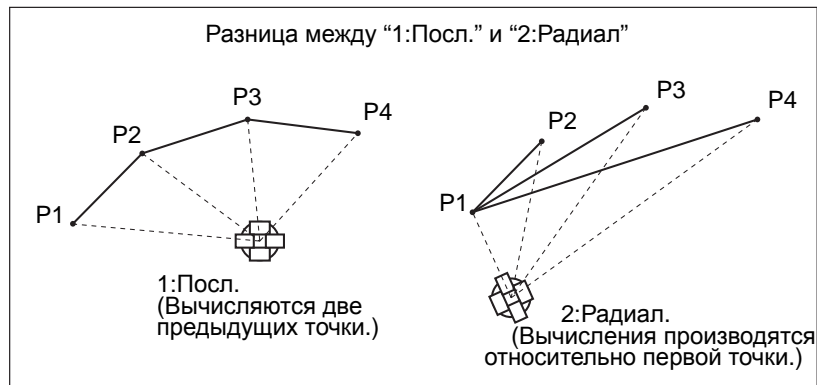 Разница между “1:Посл.” и “2:Радиал”
P1
P2
P3
P4
1:Посл.
(Вычисляются две
предыдущих точки.)
P1
P2
P3
P4
2:Радиал.
(Вычисления производятся
относительно первой точки.)